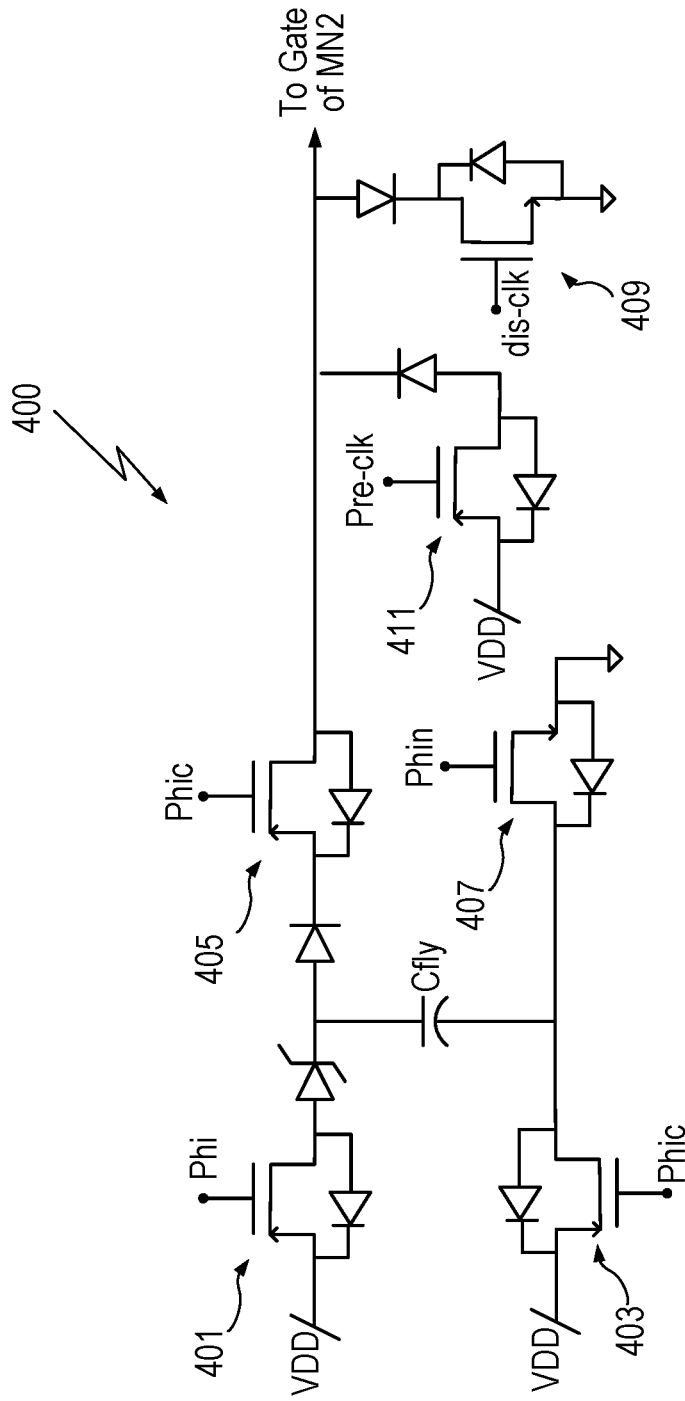 400
To Gate
of MN2
Phi
401
VDD
Phic
405
Cfly
Pre-clk
411
VDD
dis-clk
409
Phin
407
Phic
403
VDD